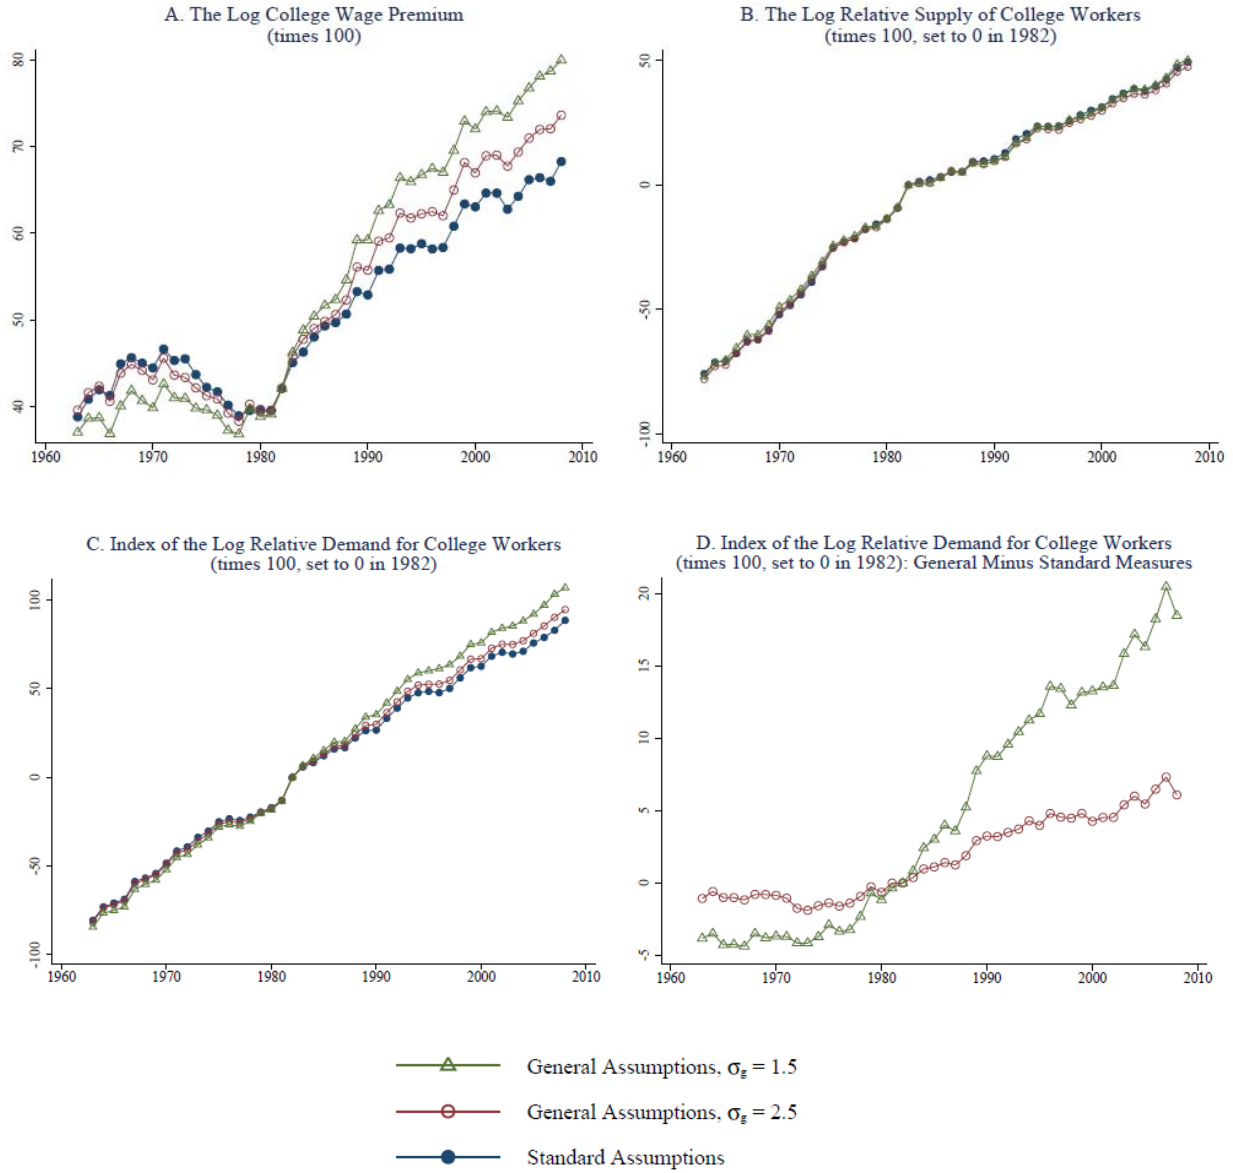 A. The Log College Wage Premium
(times 100)
80
70
60
50
40
1960 1970 1980 1990 2000 2010
B. The Log Relative Supply of College Workers
(times 100, set to 0 in 1982)
50
0
-50
-100
1960 1970 1980 1990 2000 2010
C. Index of the Log Relative Demand for College Workers
(times 100, set to 0 in 1982)
100
50
0
-50
-100
1960 1970 1980 1990 2000 2010
D. Index of the Log Relative Demand for College Workers
(times 100, set to 0 in 1982): General Minus Standard Measures
20
15
10
5
0
-5
1960 1970 1980 1990 2000 2010
General Assumptions, σg = 1.5
General Assumptions, σg = 2.5
Standard Assumptions